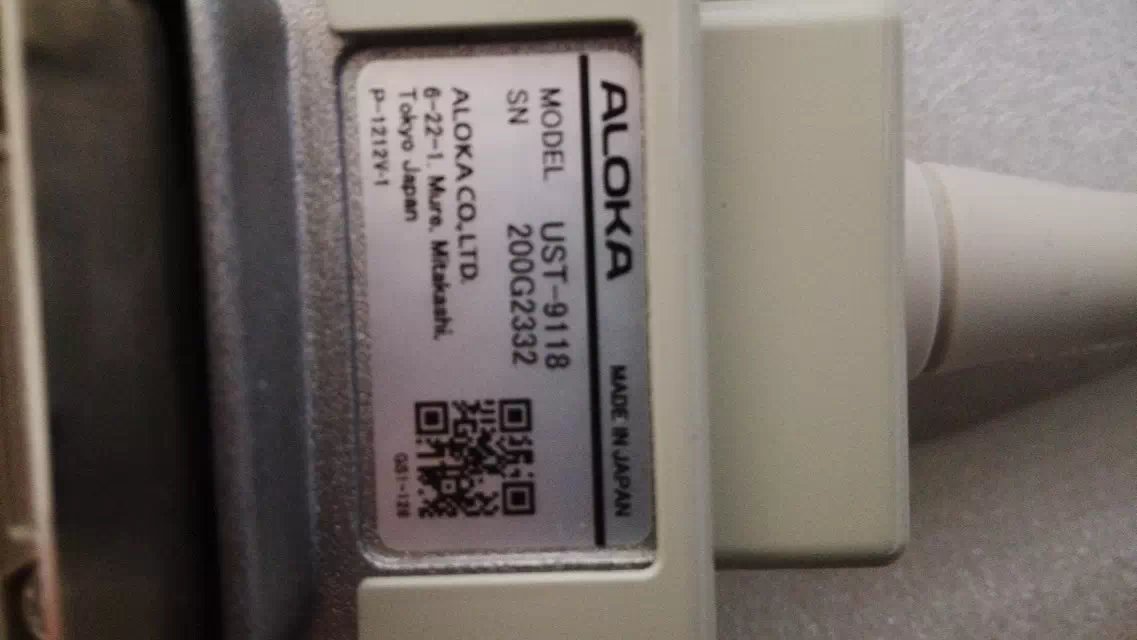 ALOKA MADE IN JAPAN
MODEL UST-9118
SN 200G2332
ALOKA CO., LTD.
6-22-1, Mure, Mitakashi,
Tokyo Japan
P-1212V-1